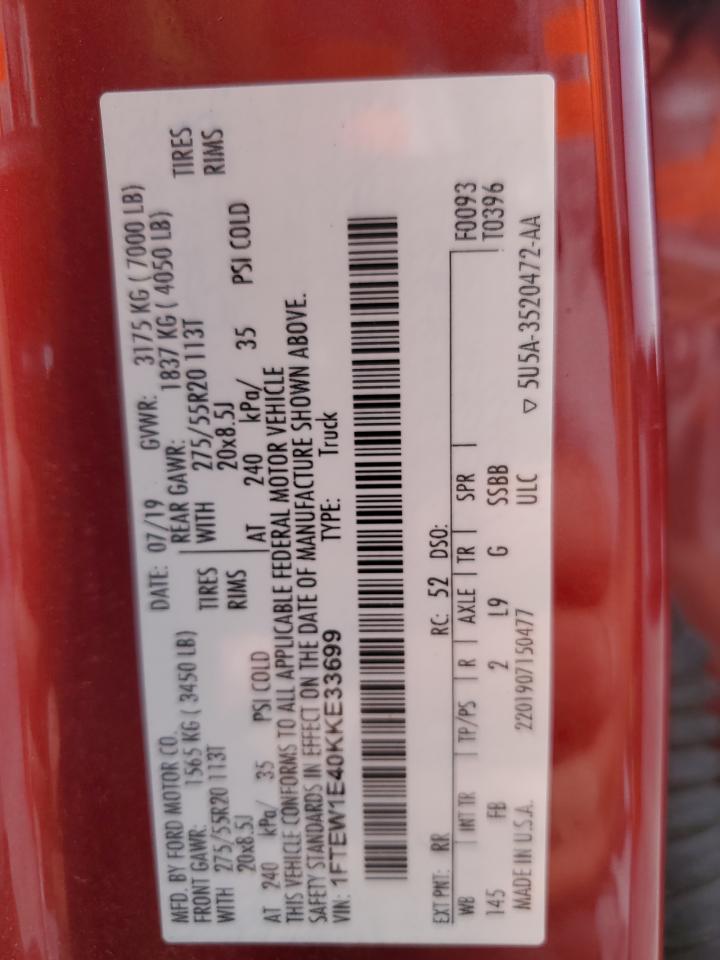 MFD. BY FORD MOTOR CO. DATE: 07/19 GVWR: 3175 KG ( 7000 LB)
FRONT GAWR: 1565 KG ( 3450 LB) REAR GAWR: 1837 KG ( 4050 LB)
WITH 275/55R20 113T TIRES WITH 275/55R20 113T TIRES
20x8.5J RIMS 20x8.5J RIMS
AT 240 kPa/ 35 PSI COLD AT 240 kPa/ 35 PSI COLD
THIS VEHICLE CONFORMS TO ALL APPLICABLE FEDERAL MOTOR VEHICLE
SAFETY STANDARDS IN EFFECT ON THE DATE OF MANUFACTURE SHOWN ABOVE.
VIN: 1FTEW1E40KKE33699 TYPE: Truck
EXT PNT: RR RC: 52 DSO: F0093
WB INT TR TP/PS R AXLE TR SPR T0396
145 FB 2 L9 G SSBB
ULC ▽ 5U5A-3520472-AA
MADE IN U.S.A. 2201907150477